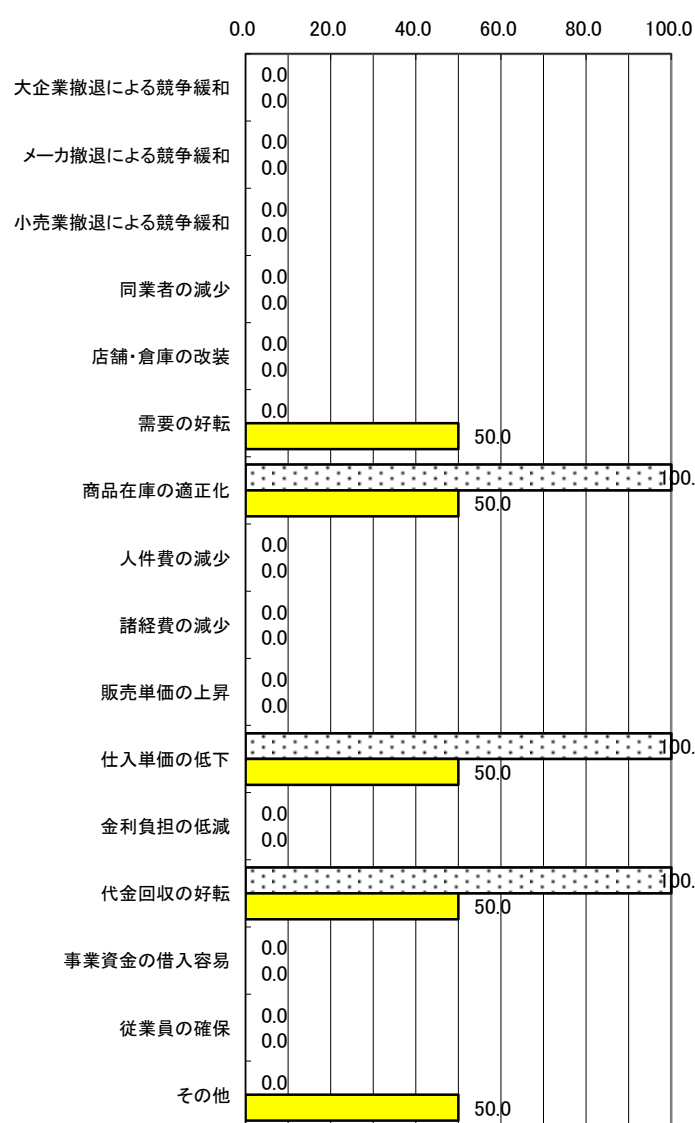 0.0 20.0 40.0 60.0 80.0 100.0
大企業撤退による競争緩和 0.0
0.0
メーカ撤退による競争緩和 0.0
0.0
小売業撤退による競争緩和 0.0
0.0
同業者の減少 0.0
0.0
店舗・倉庫の改装 0.0
0.0
需要の好転 0.0
50.0
商品在庫の適正化 100.
50.0
人件費の減少 0.0
0.0
諸経費の減少 0.0
0.0
販売単価の上昇 0.0
0.0
仕入単価の低下 100.
50.0
金利負担の低減 0.0
0.0
代金回収の好転 100.
50.0
事業資金の借入容易 0.0
0.0
従業員の確保 0.0
0.0
その他 0.0
50.0